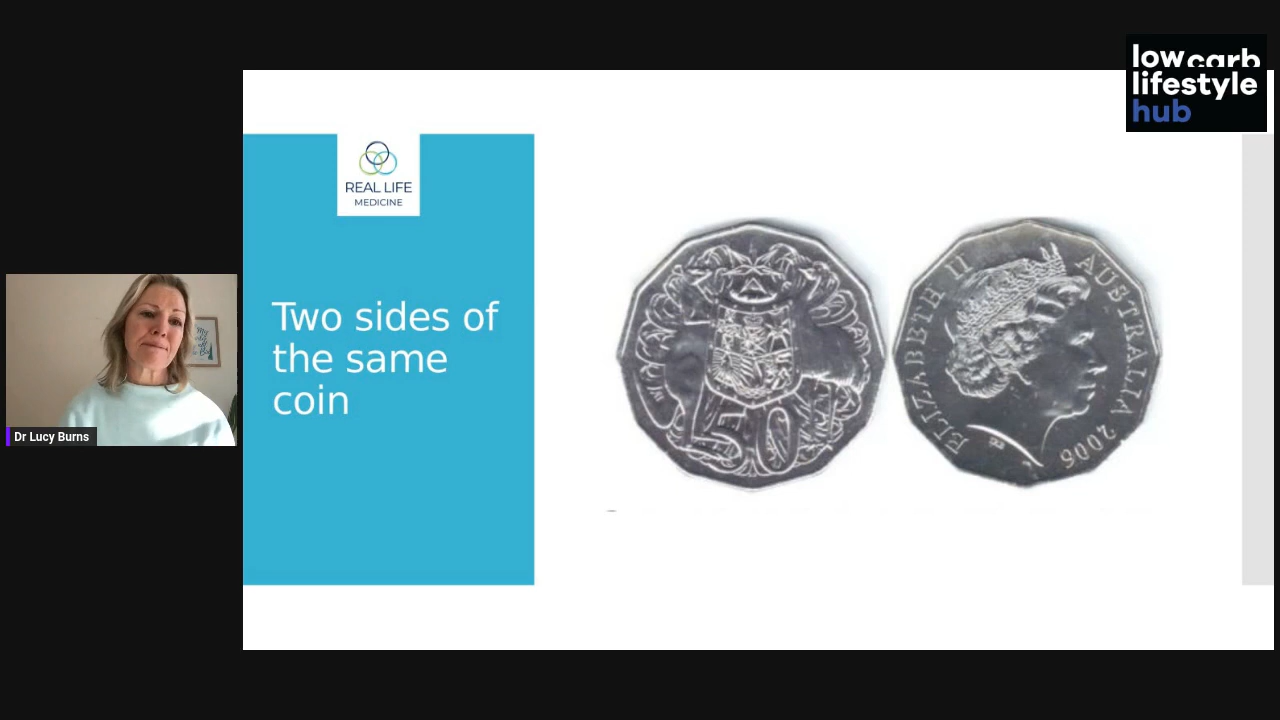 low carb
lifestyle
hub
REAL LIFE
MEDICINE
Two sides of
the same
coin
50
ELIZABETH II
AUSTRALIA 2006
Dr Lucy Burns